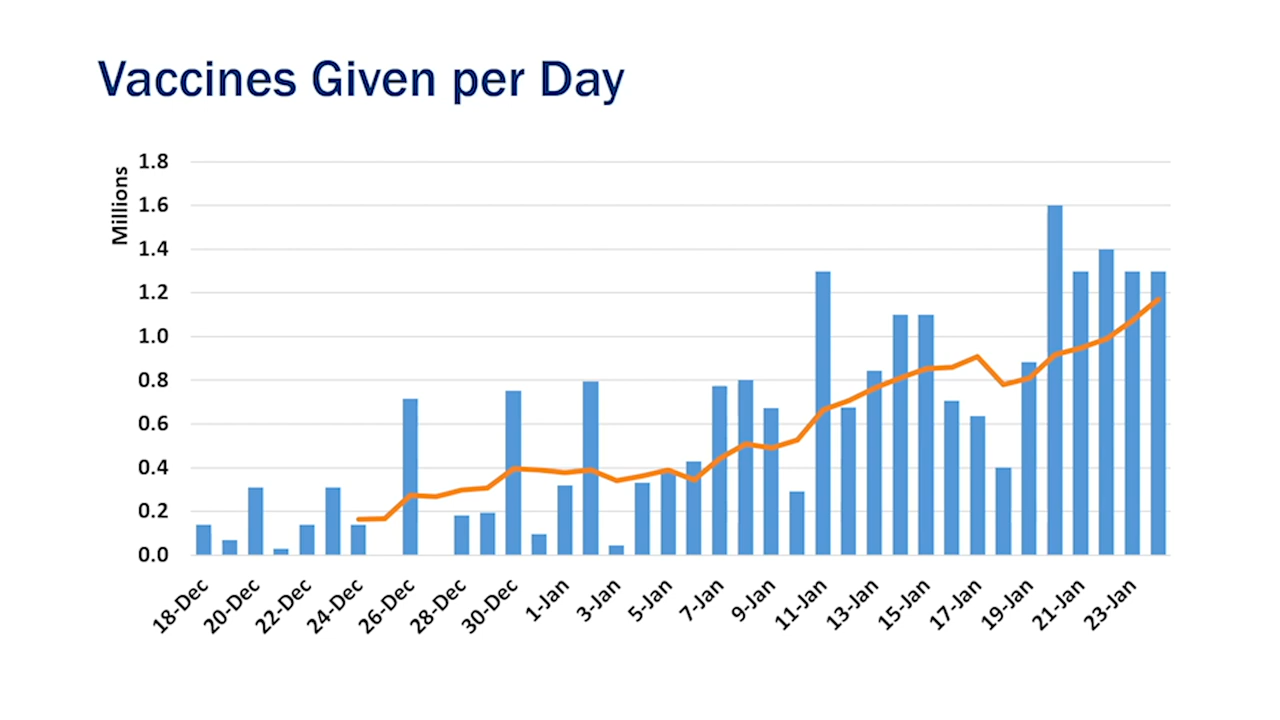 Vaccines Given per Day
Millions
1.8
1.6
1.4
1.2
1.0
0.8
0.6
0.4
0.2
0.0
18-Dec
20-Dec
22-Dec
24-Dec
26-Dec
28-Dec
30-Dec
1-Jan
3-Jan
5-Jan
7-Jan
9-Jan
11-Jan
13-Jan
15-Jan
17-Jan
19-Jan
21-Jan
23-Jan